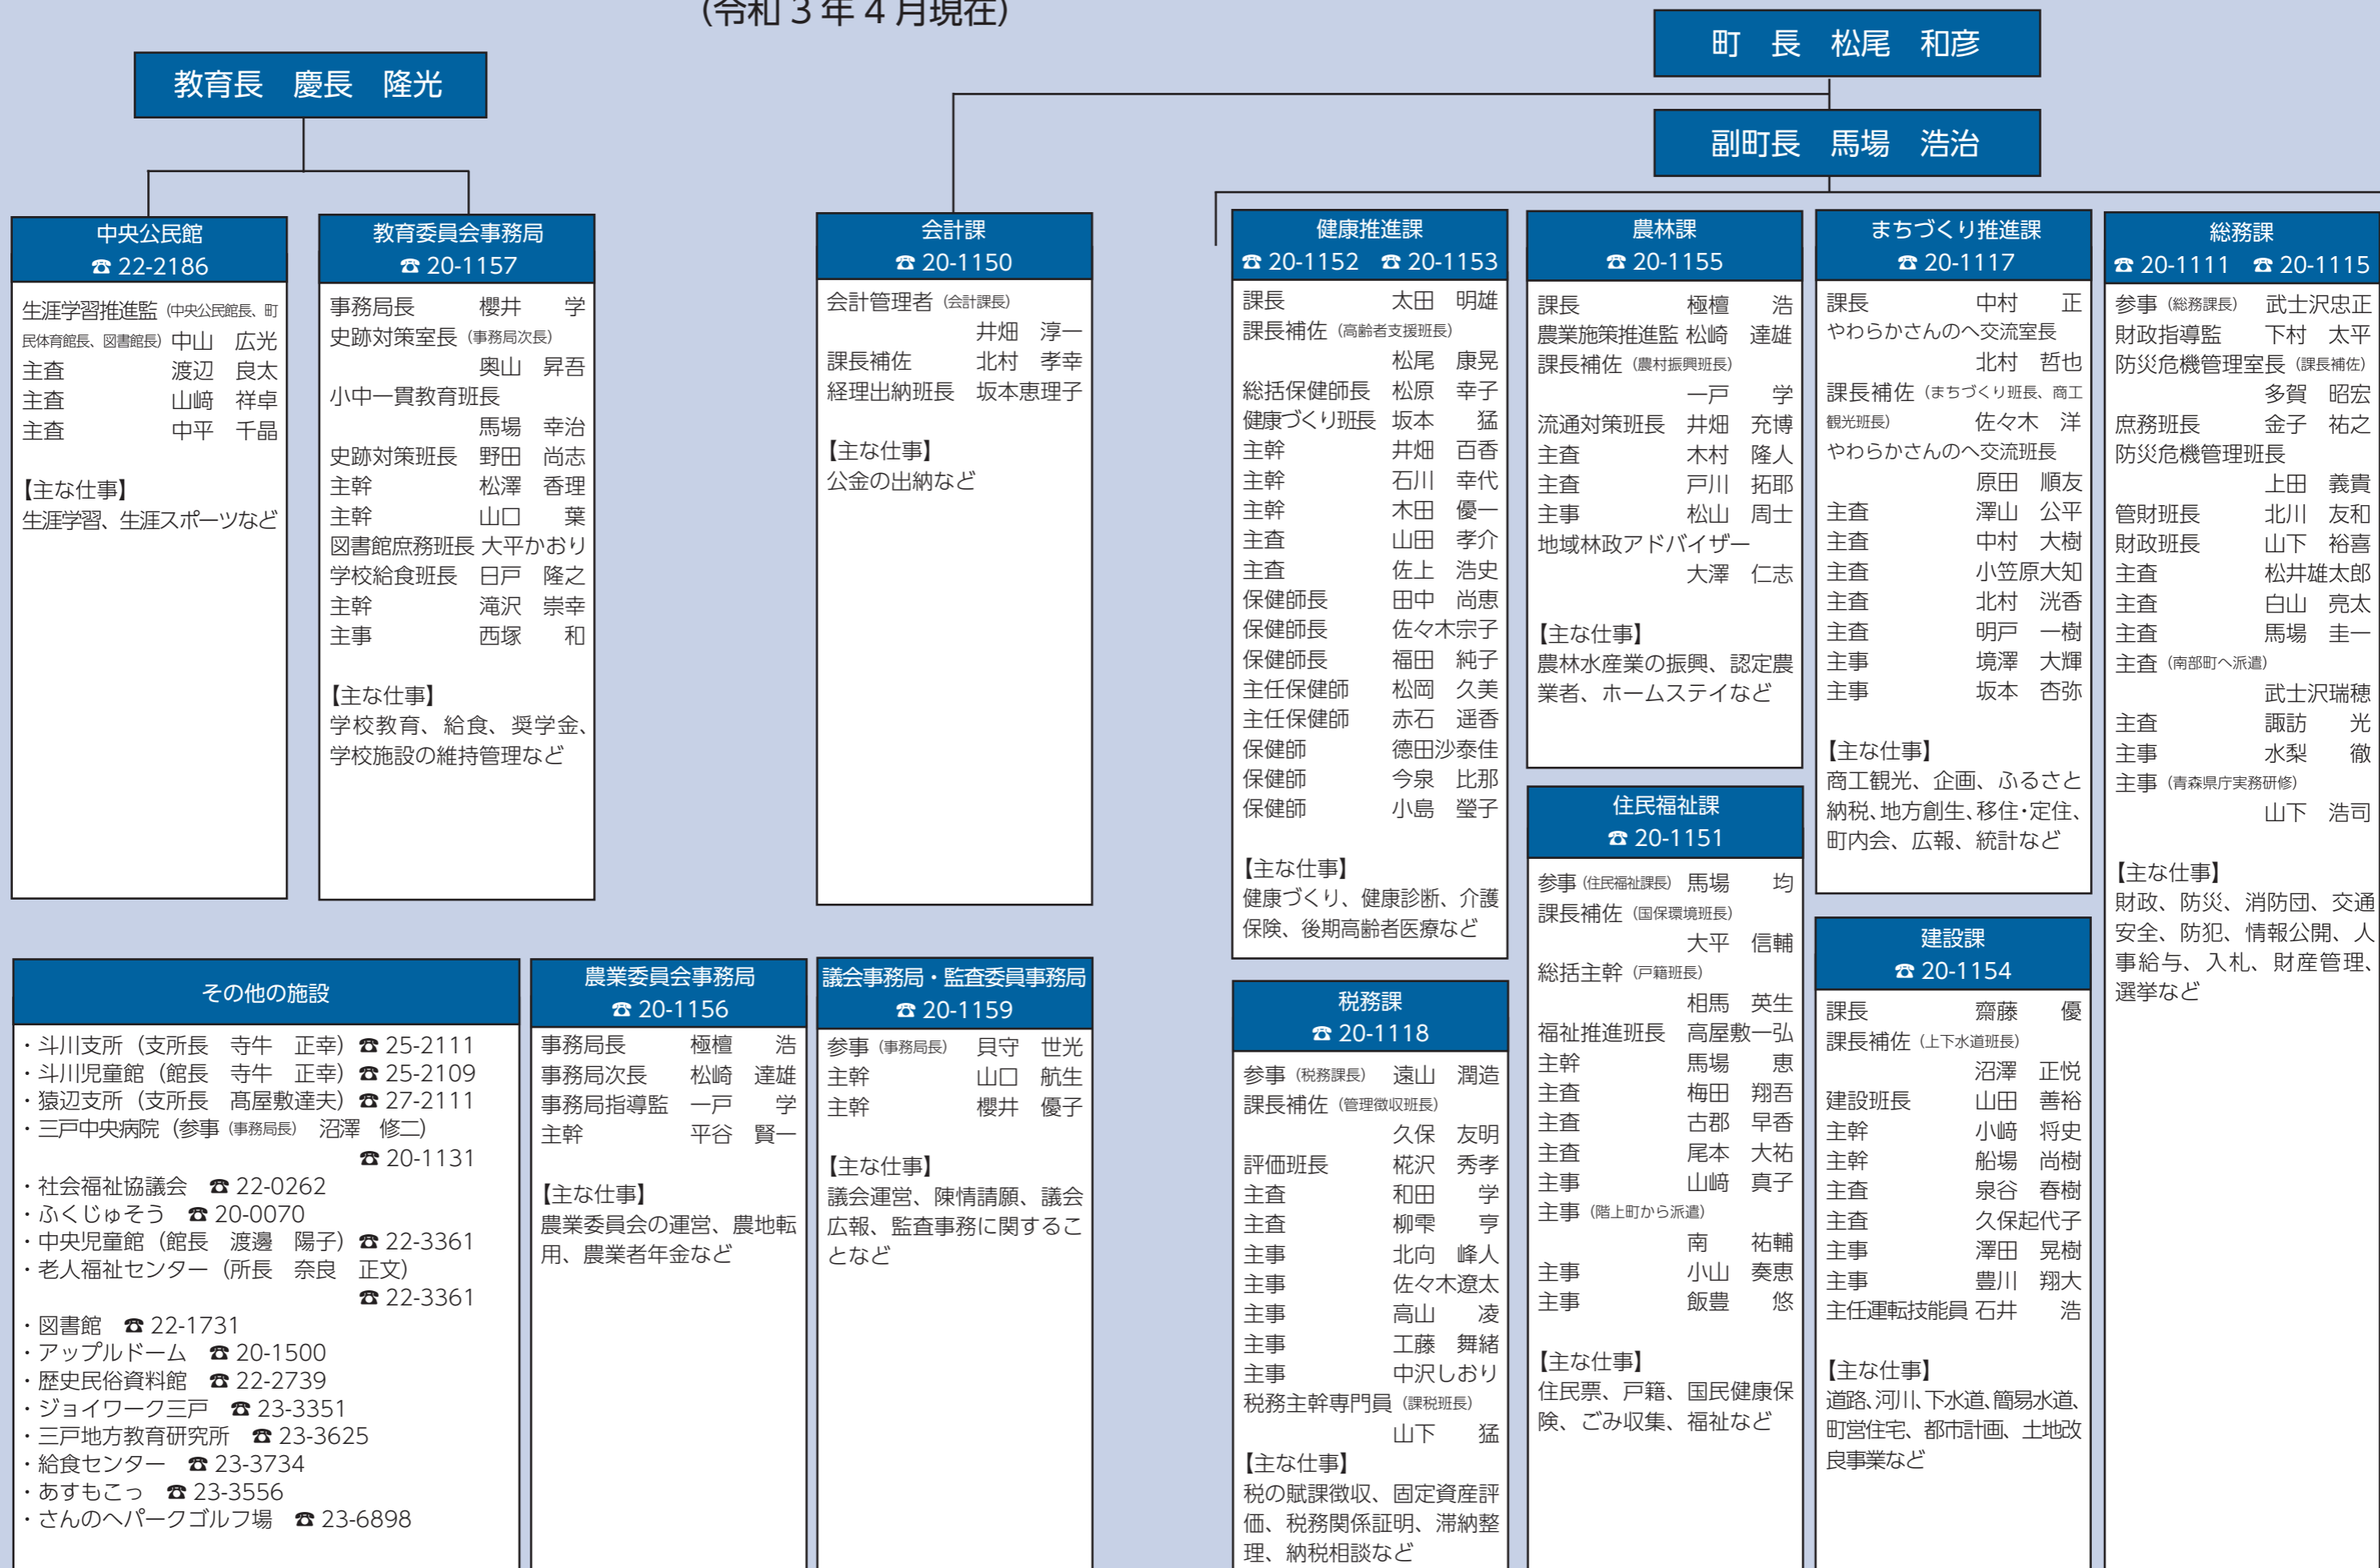 (令和3年4月現在)
教育長 慶長 隆光
町 長 松尾 和彦
副町長 馬場 浩治
中央公民館
☎ 22-2186
生涯学習推進監 (中央公民館長、町
民体育館長、図書館長) 中山 広光
主査 渡辺 良太
主査 山﨑 祥卓
主査 中平 千晶
【主な仕事】
生涯学習、生涯スポーツなど
教育委員会事務局
☎ 20-1157
事務局長 櫻井 学
史跡対策室長 (事務局次長)
奥山 昇吾
小中一貫教育班長
馬場 幸治
史跡対策班長 野田 尚志
主幹 松澤 香理
主幹 山口 葉
図書館庶務班長 大平かおり
学校給食班長 日戸 隆之
主幹 滝沢 崇幸
主事 西塚 和
【主な仕事】
学校教育、給食、奨学金、
学校施設の維持管理など
会計課
☎ 20-1150
会計管理者 (会計課長)
井畑 淳一
課長補佐 北村 孝幸
経理出納班長 坂本恵理子
【主な仕事】
公金の出納など
健康推進課
☎ 20-1152 ☎ 20-1153
課長 太田 明雄
課長補佐 (高齢者支援班長)
松尾 康晃
総括保健師長 松原 幸子
健康づくり班長 坂本 猛
主幹 井畑 百香
主幹 石川 幸代
主幹 木田 優一
主査 山田 孝介
主査 佐上 浩史
保健師長 田中 尚恵
保健師長 佐々木宗子
保健師長 福田 純子
主任保健師 松岡 久美
主任保健師 赤石 遥香
保健師 德田沙泰佳
保健師 今泉 比那
保健師 小島 瑩子
【主な仕事】
健康づくり、健康診断、介護
保険、後期高齢者医療など
農林課
☎ 20-1155
課長 極檀 浩
農業施策推進監 松崎 達雄
課長補佐 (農村振興班長)
一戸 学
流通対策班長 井畑 充博
主査 木村 隆人
主査 戸川 拓耶
主事 松山 周士
地域林政アドバイザー
大澤 仁志
【主な仕事】
農林水産業の振興、認定農
業者、ホームステイなど
まちづくり推進課
☎ 20-1117
課長 中村 正
やわらかさんのへ交流室長
北村 哲也
課長補佐 (まちづくり班長、商工
観光班長) 佐々木 洋
やわらかさんのへ交流班長
原田 順友
主査 澤山 公平
主査 中村 大樹
主査 小笠原大知
主査 北村 洸香
主査 明戸 一樹
主事 境澤 大輝
主事 坂本 杏弥
【主な仕事】
商工観光、企画、ふるさと
納税、地方創生、移住・定住、
町内会、広報、統計など
総務課
☎ 20-1111 ☎ 20-1115
参事 (総務課長) 武士沢忠正
財政指導監 下村 太平
防災危機管理室長 (課長補佐)
多賀 昭宏
庶務班長 金子 祐之
防災危機管理班長
上田 義貴
管財班長 北川 友和
財政班長 山下 裕喜
主査 松井雄太郎
主査 白山 亮太
主査 馬場 圭一
主査 (南部町へ派遣)
武士沢瑞穂
主査 諏訪 光
主事 水梨 徹
主事 (青森県庁実務研修)
山下 浩司
【主な仕事】
財政、防災、消防団、交通
安全、防犯、情報公開、人
事給与、入札、財産管理、
選挙など
その他の施設
・斗川支所(支所長 寺牛 正幸)☎ 25-2111
・斗川児童館(館長 寺牛 正幸)☎ 25-2109
・猿辺支所(支所長 髙屋敷達夫)☎ 27-2111
・三戸中央病院(参事 (事務局長) 沼澤 修二)
☎ 20-1131
・社会福祉協議会 ☎ 22-0262
・ふくじゅそう ☎ 20-0070
・中央児童館(館長 渡邊 陽子)☎ 22-3361
・老人福祉センター(所長 奈良 正文)
☎ 22-3361
・図書館 ☎ 22-1731
・アップルドーム ☎ 20-1500
・歴史民俗資料館 ☎ 22-2739
・ジョイワーク三戸 ☎ 23-3351
・三戸地方教育研究所 ☎ 23-3625
・給食センター ☎ 23-3734
・あすもこっ ☎ 23-3556
・さんのへパークゴルフ場 ☎ 23-6898
農業委員会事務局
☎ 20-1156
事務局長 極檀 浩
事務局次長 松崎 達雄
事務局指導監 一戸 学
主幹 平谷 賢一
【主な仕事】
農業委員会の運営、農地転
用、農業者年金など
議会事務局・監査委員事務局
☎ 20-1159
参事 (事務局長) 貝守 世光
主幹 山口 航生
主幹 櫻井 優子
【主な仕事】
議会運営、陳情請願、議会
広報、監査事務に関するこ
となど
税務課
☎ 20-1118
参事 (税務課長) 遠山 潤造
課長補佐 (管理徴収班長)
久保 友明
評価班長 椛沢 秀孝
主査 和田 学
主査 柳雫 亨
主事 北向 峰人
主事 佐々木遼太
主事 高山 凌
主事 工藤 舞緒
主事 中沢しおり
税務主幹専門員 (課税班長)
山下 猛
【主な仕事】
税の賦課徴収、固定資産評
価、税務関係証明、滞納整
理、納税相談など
住民福祉課
☎ 20-1151
参事 (住民福祉課長) 馬場 均
課長補佐 (国保環境班長)
大平 信輔
総括主幹 (戸籍班長)
相馬 英生
福祉推進班長 高屋敷一弘
主幹 馬場 恵
主査 梅田 翔吾
主査 古郡 早香
主査 尾本 大祐
主事 山﨑 真子
主事 (階上町から派遣)
南 祐輔
主事 小山 奏恵
主事 飯豊 悠
【主な仕事】
住民票、戸籍、国民健康保
険、ごみ収集、福祉など
建設課
☎ 20-1154
課長 齋藤 優
課長補佐 (上下水道班長)
沼澤 正悦
建設班長 山田 善裕
主幹 小﨑 将史
主幹 船場 尚樹
主査 泉谷 春樹
主査 久保起代子
主事 澤田 晃樹
主事 豊川 翔大
主任運転技能員 石井 浩
【主な仕事】
道路、河川、下水道、簡易水道、
町営住宅、都市計画、土地改
良事業など